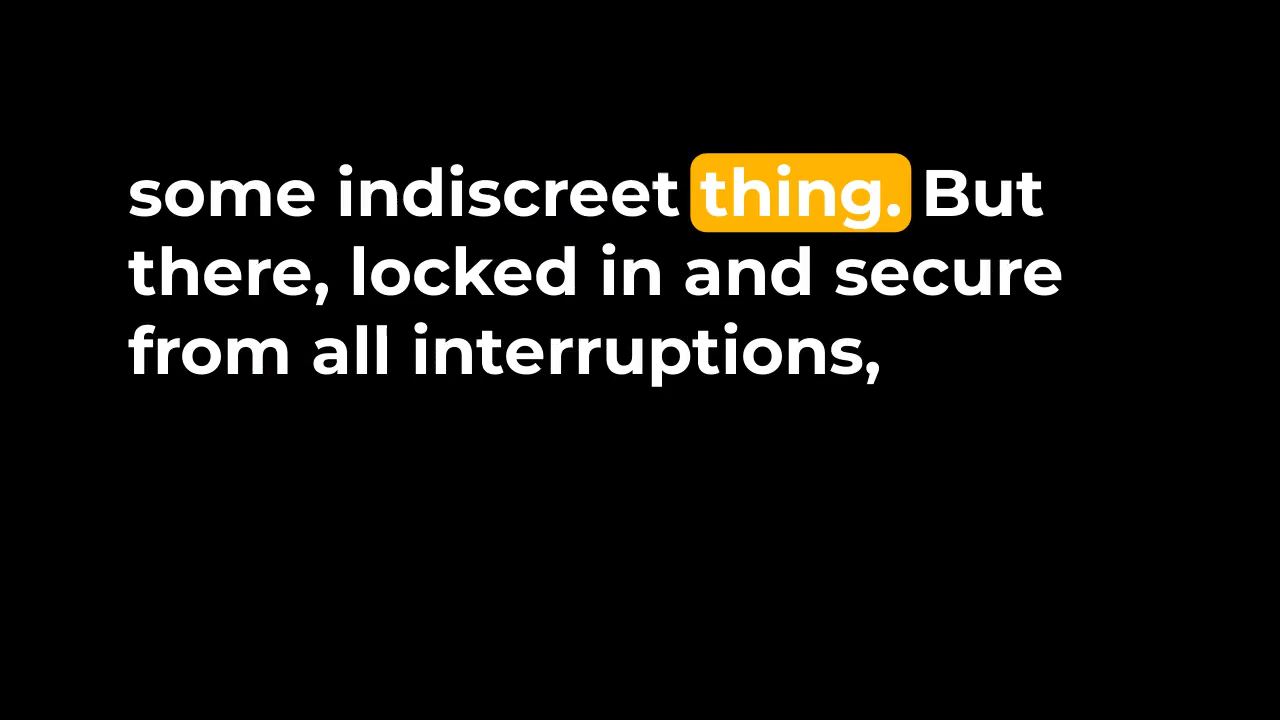 some indiscreet thing. But
there, locked in and secure
from all interruptions,